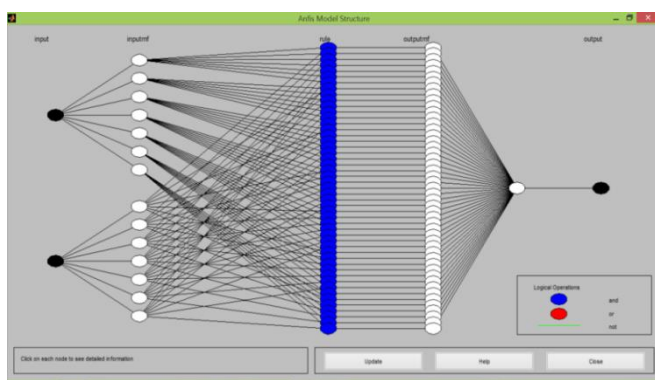 Anfis Model Structure
input
inputmf
rule
outputmf
output
Logical Operations
and
or
not
Click on each node to see detailed information
Update
Help
Close